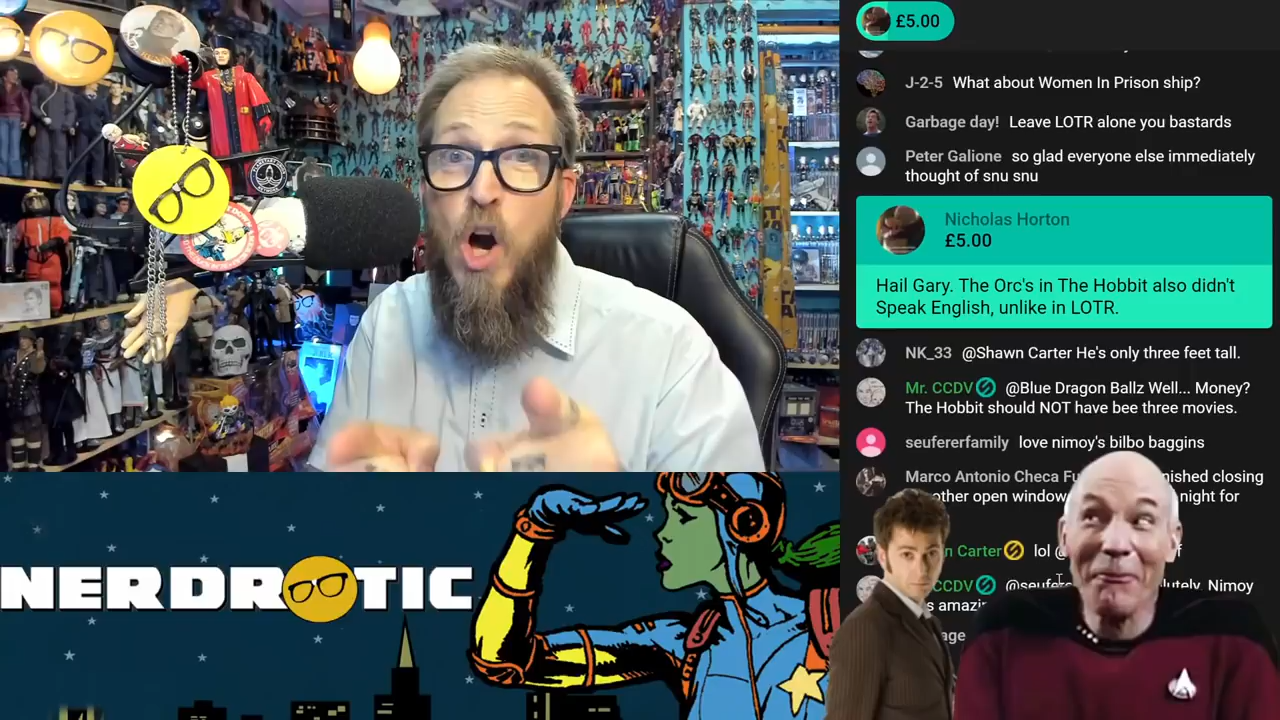 £5.00
J-2-5 What about Women In Prison ship?
Garbage day! Leave LOTR alone you bastards
Peter Galione so glad everyone else immediately
thought of snu snu
Nicholas Horton
£5.00
Hail Gary. The Orc's in The Hobbit also didn't
Speak English, unlike in LOTR.
NK_33 @Shawn Carter He's only three feet tall.
Mr. CCDV @Blue Dragon Ballz Well... Money?
The Hobbit should NOT have bee three movies.
seufererfamily love nimoy's bilbo baggins
Marco Antonio Checa closing
other open night for
Carter lol
CCDV Nimoy
NERDROTIC